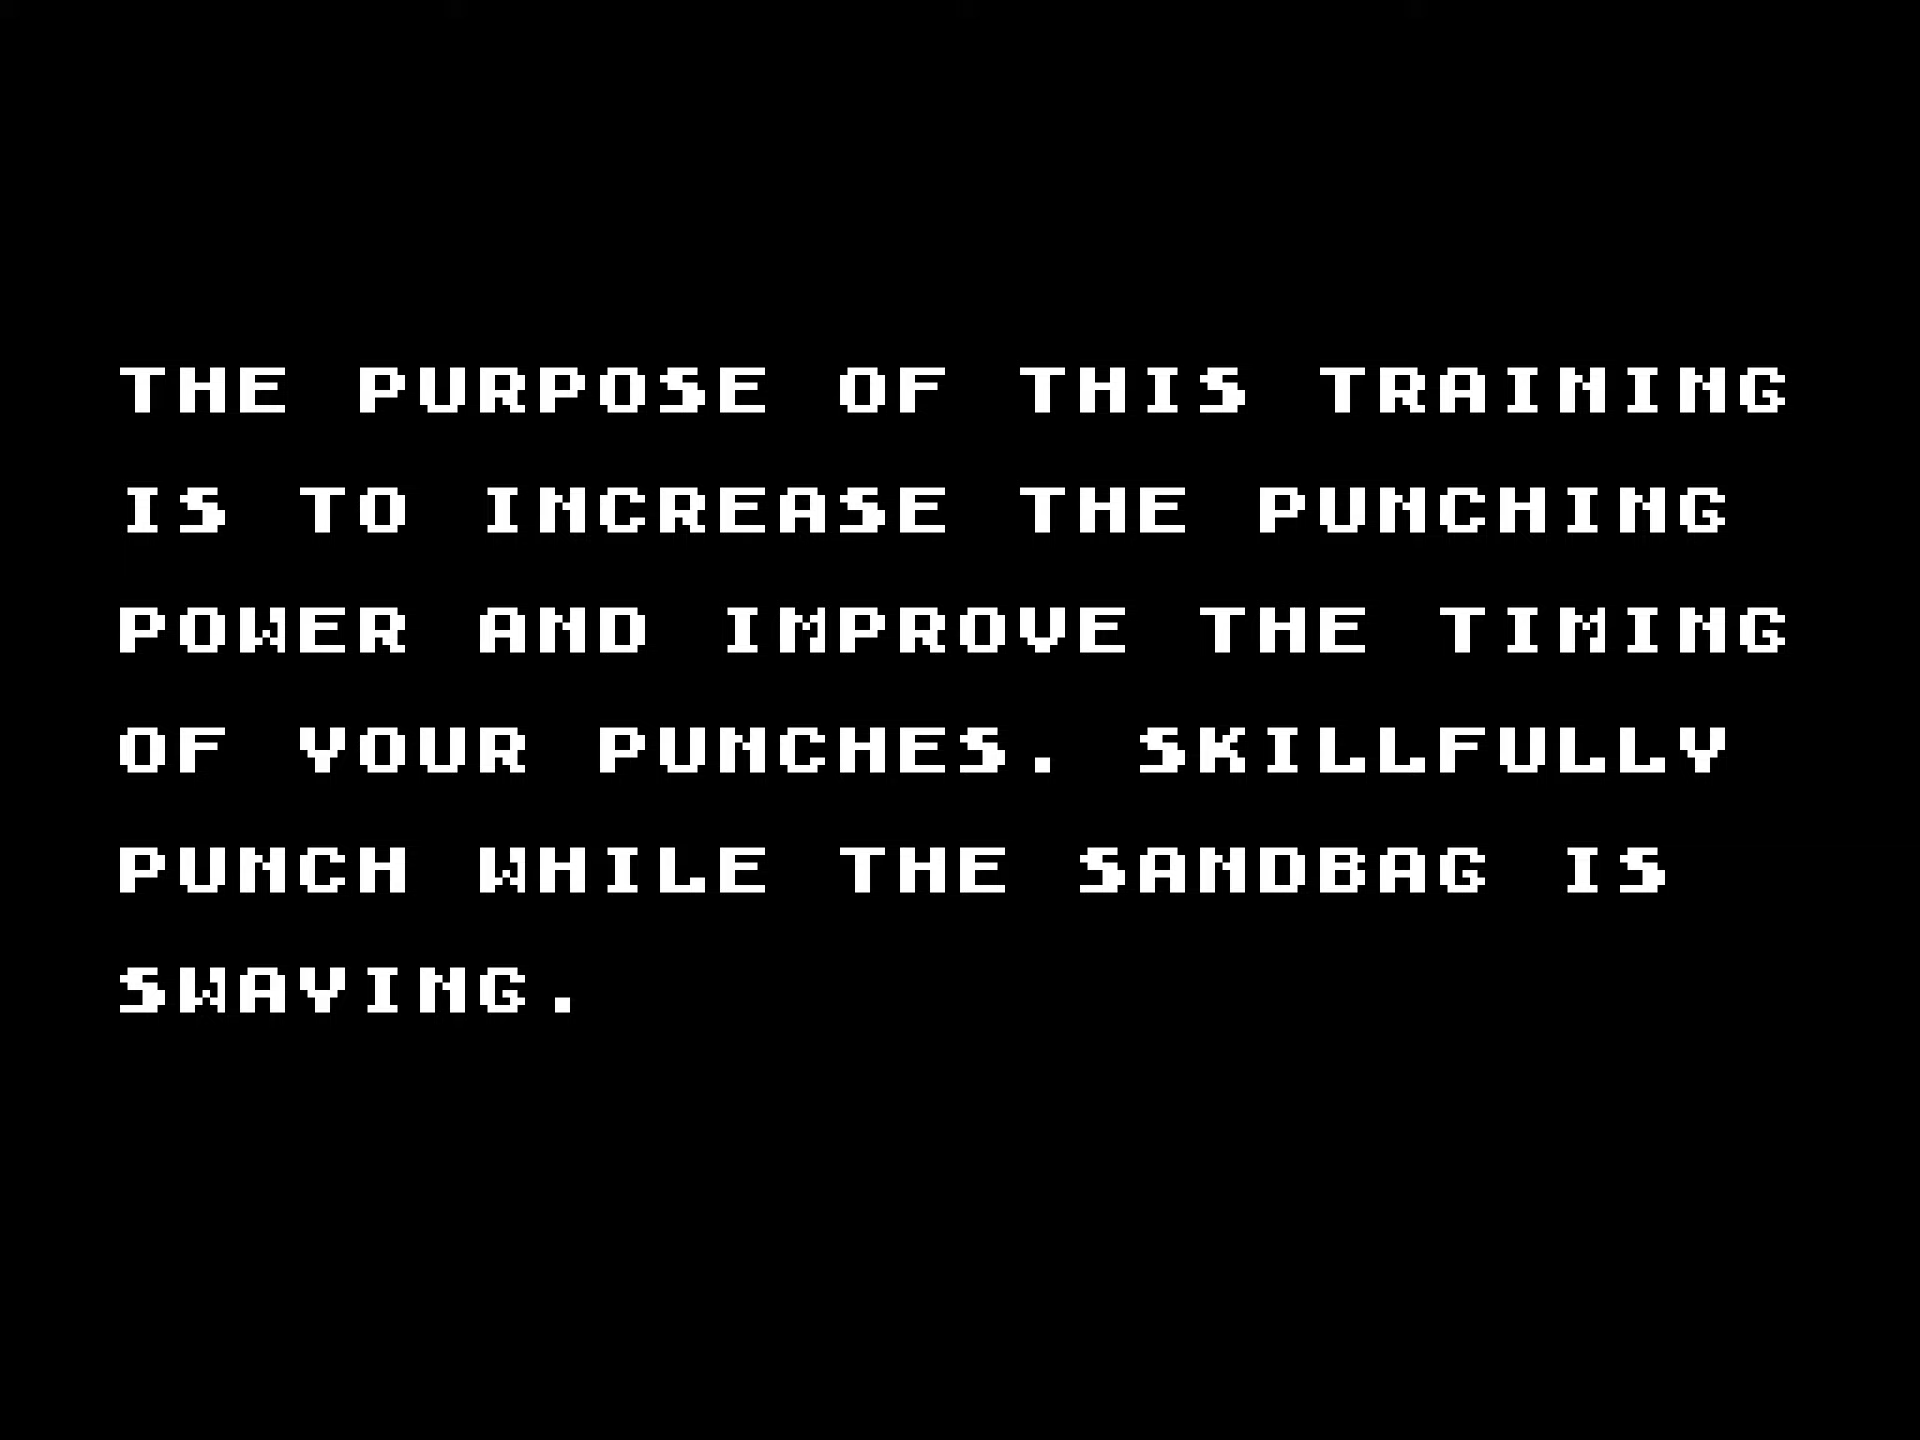 THE PURPOSE OF THIS TRAINING
IS TO INCREASE THE PUNCHING
POWER AND IMPROVE THE TIMING
OF YOUR PUNCHES. SKILLFULLY
PUNCH WHILE THE SANDBAG IS
SWAYING.